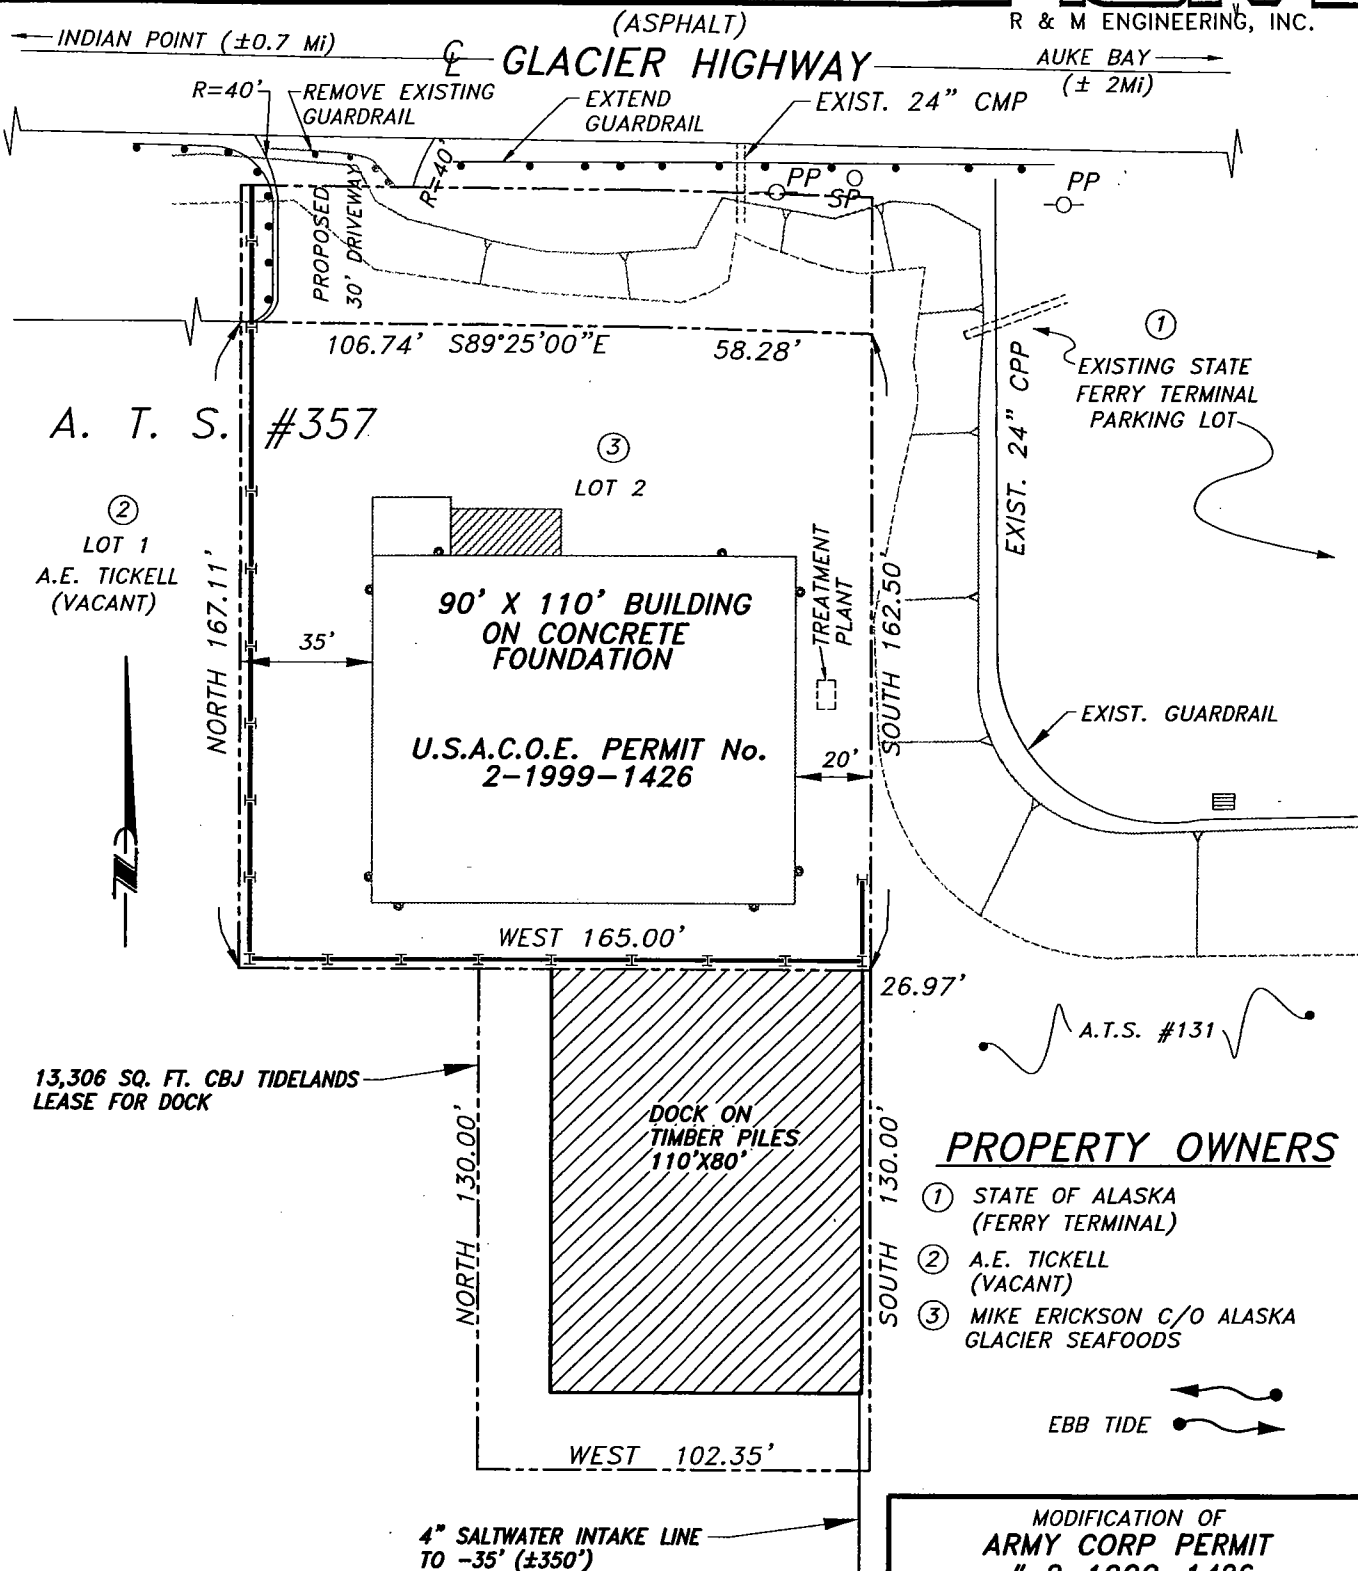 R & M ENGINEERING, INC.
(ASPHALT)
INDIAN POINT (±0.7 Mi)
℄ GLACIER HIGHWAY
AUKE BAY
(± 2Mi)
R=40'
REMOVE EXISTING
GUARDRAIL
EXTEND
GUARDRAIL
EXIST. 24" CMP
R=40'
PP
SP
PP
PROPOSED
30' DRIVEWAY
106.74' S89°25'00"E 58.28'
1
EXISTING STATE
FERRY TERMINAL
PARKING LOT
EXIST. 24" CPP
A. T. S. #357
3
LOT 2
2
LOT 1
A.E. TICKELL
(VACANT)
NORTH 167.11'
35'
90' X 110' BUILDING
ON CONCRETE
FOUNDATION
TREATMENT
PLANT
SOUTH 162.50'
U.S.A.C.O.E. PERMIT No.
2-1999-1426
20'
EXIST. GUARDRAIL
N
WEST 165.00'
26.97'
A.T.S. #131
13,306 SQ. FT. CBJ TIDELANDS
LEASE FOR DOCK
NORTH 130.00'
DOCK ON
TIMBER PILES
110'X80'
SOUTH 130.00'
PROPERTY OWNERS
1 STATE OF ALASKA
(FERRY TERMINAL)
2 A.E. TICKELL
(VACANT)
3 MIKE ERICKSON C/O ALASKA
GLACIER SEAFOODS
EBB TIDE
WEST 102.35'
4" SALTWATER INTAKE LINE
TO -35' (±350')
MODIFICATION OF
ARMY CORP PERMIT
# 2-1999-1426